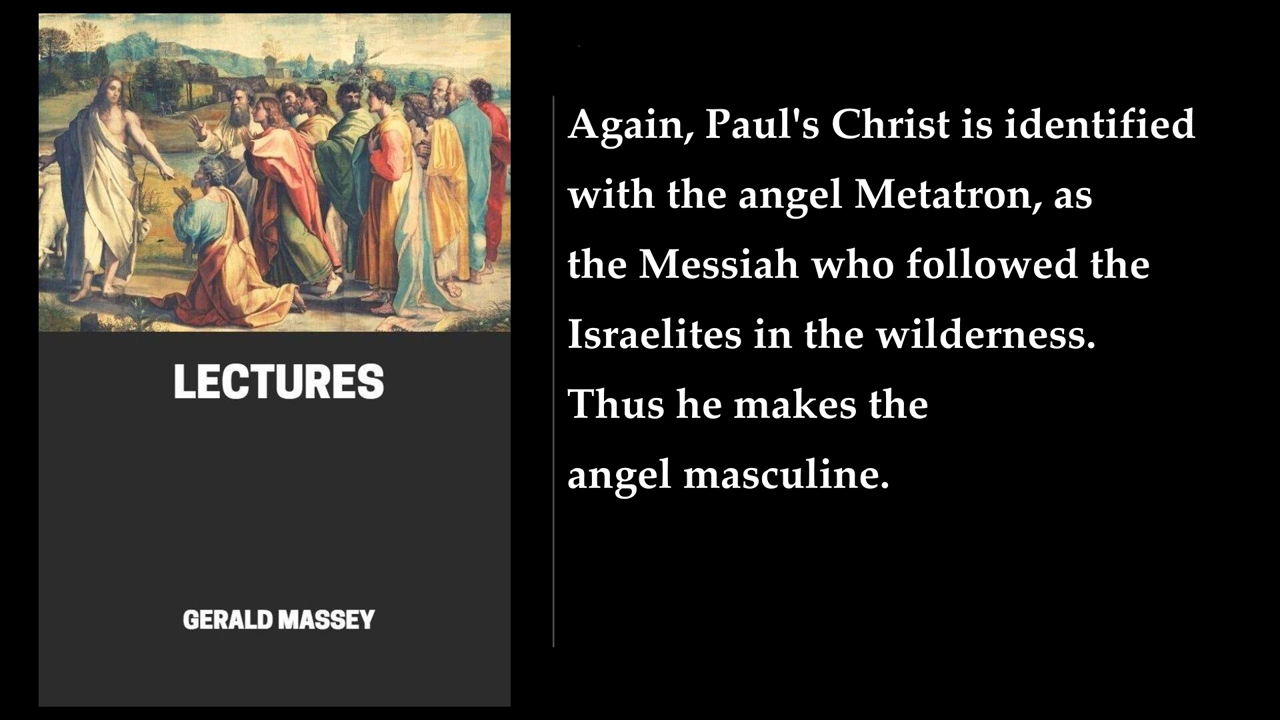 LECTURES
GERALD MASSEY
Again, Paul's Christ is identified
with the angel Metatron, as
the Messiah who followed the
Israelites in the wilderness.
Thus he makes the
angel masculine.